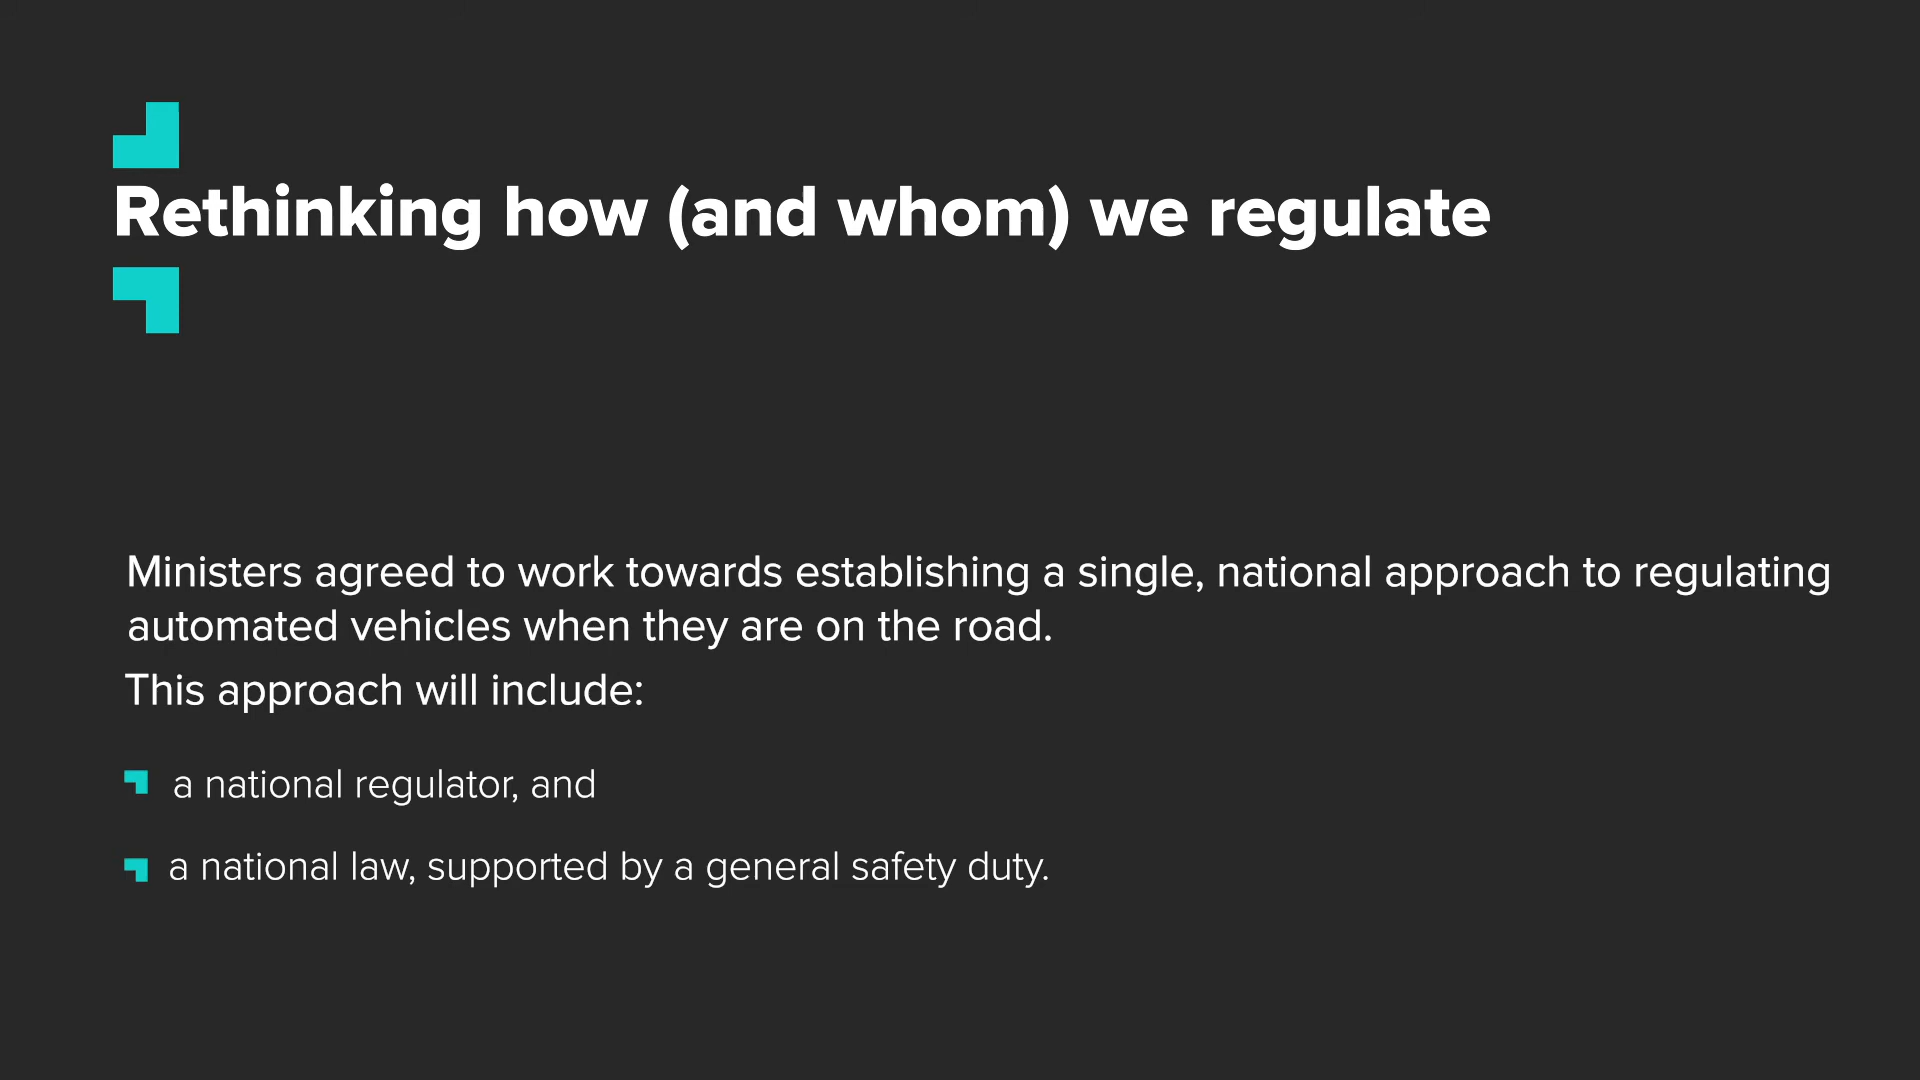 Rethinking how (and whom) we regulate
Ministers agreed to work towards establishing a single, national approach to regulating
automated vehicles when they are on the road.
This approach will include:
a national regulator, and
a national law, supported by a general safety duty.